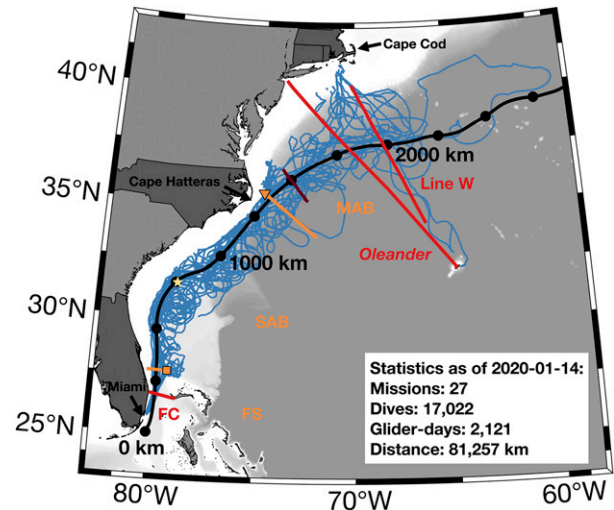 40°N
Cape Cod
2000 km
35°N
Cape Hatteras
Line W
MAB
Oleander
1000 km
30°N
SAB
Statistics as of 2020-01-14:
Missions: 27
Dives: 17,022
Glider-days: 2,121
Distance: 81,257 km
Miami
25°N
FC
FS
0 km
80°W
70°W
60°W